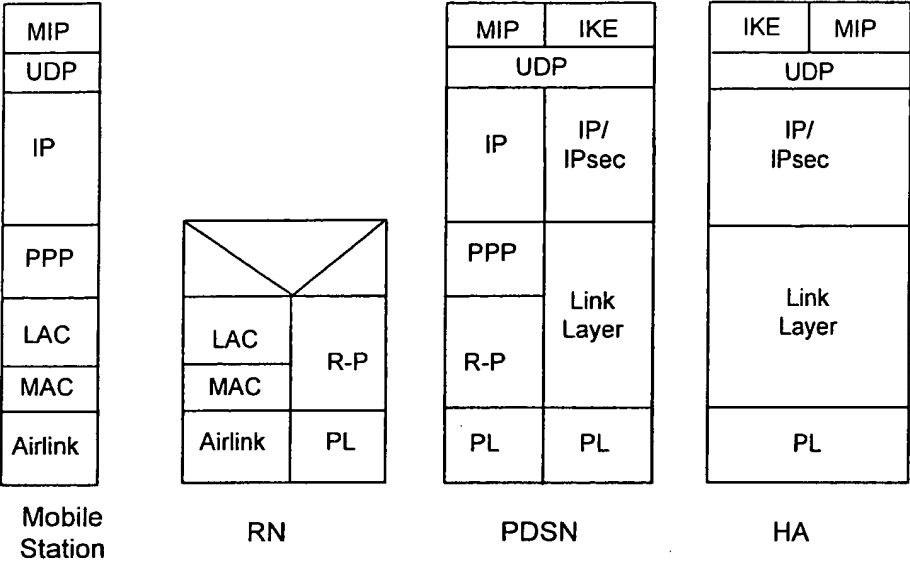 MIP
UDP
IP
PPP
LAC
MAC
Airlink
Mobile
Station
LAC
MAC
Airlink
R-P
PL
RN
MIP
IKE
UDP
IP
IP/
IPsec
PPP
R-P
Link
Layer
PL
PL
PDSN
IKE
MIP
UDP
IP/
IPsec
Link
Layer
PL
HA